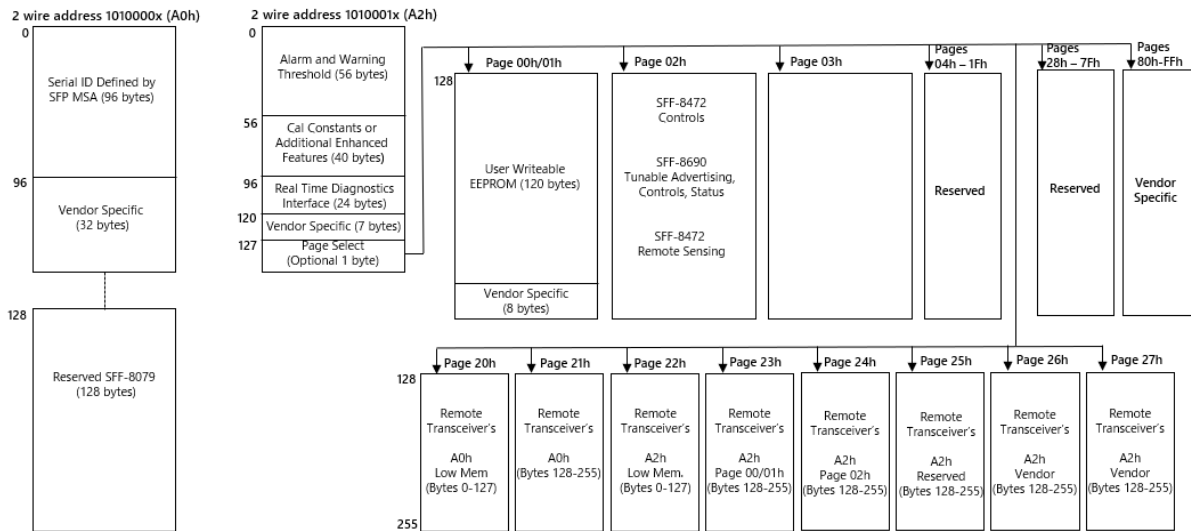 2 wire address 1010000x (A0h)
0
Serial ID Defined by
SFP MSA (96 bytes)
96
Vendor Specific
(32 bytes)
128
Reserved SFF-8079
(128 bytes)
2 wire address 1010001x (A2h)
0
Alarm and Warning
Threshold (56 bytes)
56
Cal Constants or
Additional Enhanced
Features (40 bytes)
96
Real Time Diagnostics
Interface (24 bytes)
120
Vendor Specific (7 bytes)
127
Page Select
(Optional 1 byte)
Page 00h/01h
128
User Writeable
EEPROM (120 bytes)
Vendor Specific
(8 bytes)
Page 02h
SFF-8472
Controls
SFF-8690
Tunable Advertising,
Controls, Status
SFF-8472
Remote Sensing
Page 03h
Pages
04h – 1Fh
Reserved
Pages
28h – 7Fh
Reserved
Pages
80h-FFh
Vendor
Specific
Page 20h
128
Remote
Transceiver's
A0h
Low Mem
(Bytes 0-127)
255
Page 21h
Remote
Transceiver's
A0h
(Bytes 128-255)
Page 22h
Remote
Transceiver's
A2h
Low Mem.
(Bytes 0-127)
Page 23h
Remote
Transceiver's
A2h
Page 00/01h
(Bytes 128-255)
Page 24h
Remote
Transceiver's
A2h
Page 02h
(Bytes 128-255)
Page 25h
Remote
Transceiver's
A2h
Reserved
(Bytes 128-255)
Page 26h
Remote
Transceiver's
A2h
Vendor
(Bytes 128-255)
Page 27h
Remote
Transceiver's
A2h
Vendor
(Bytes 128-255)